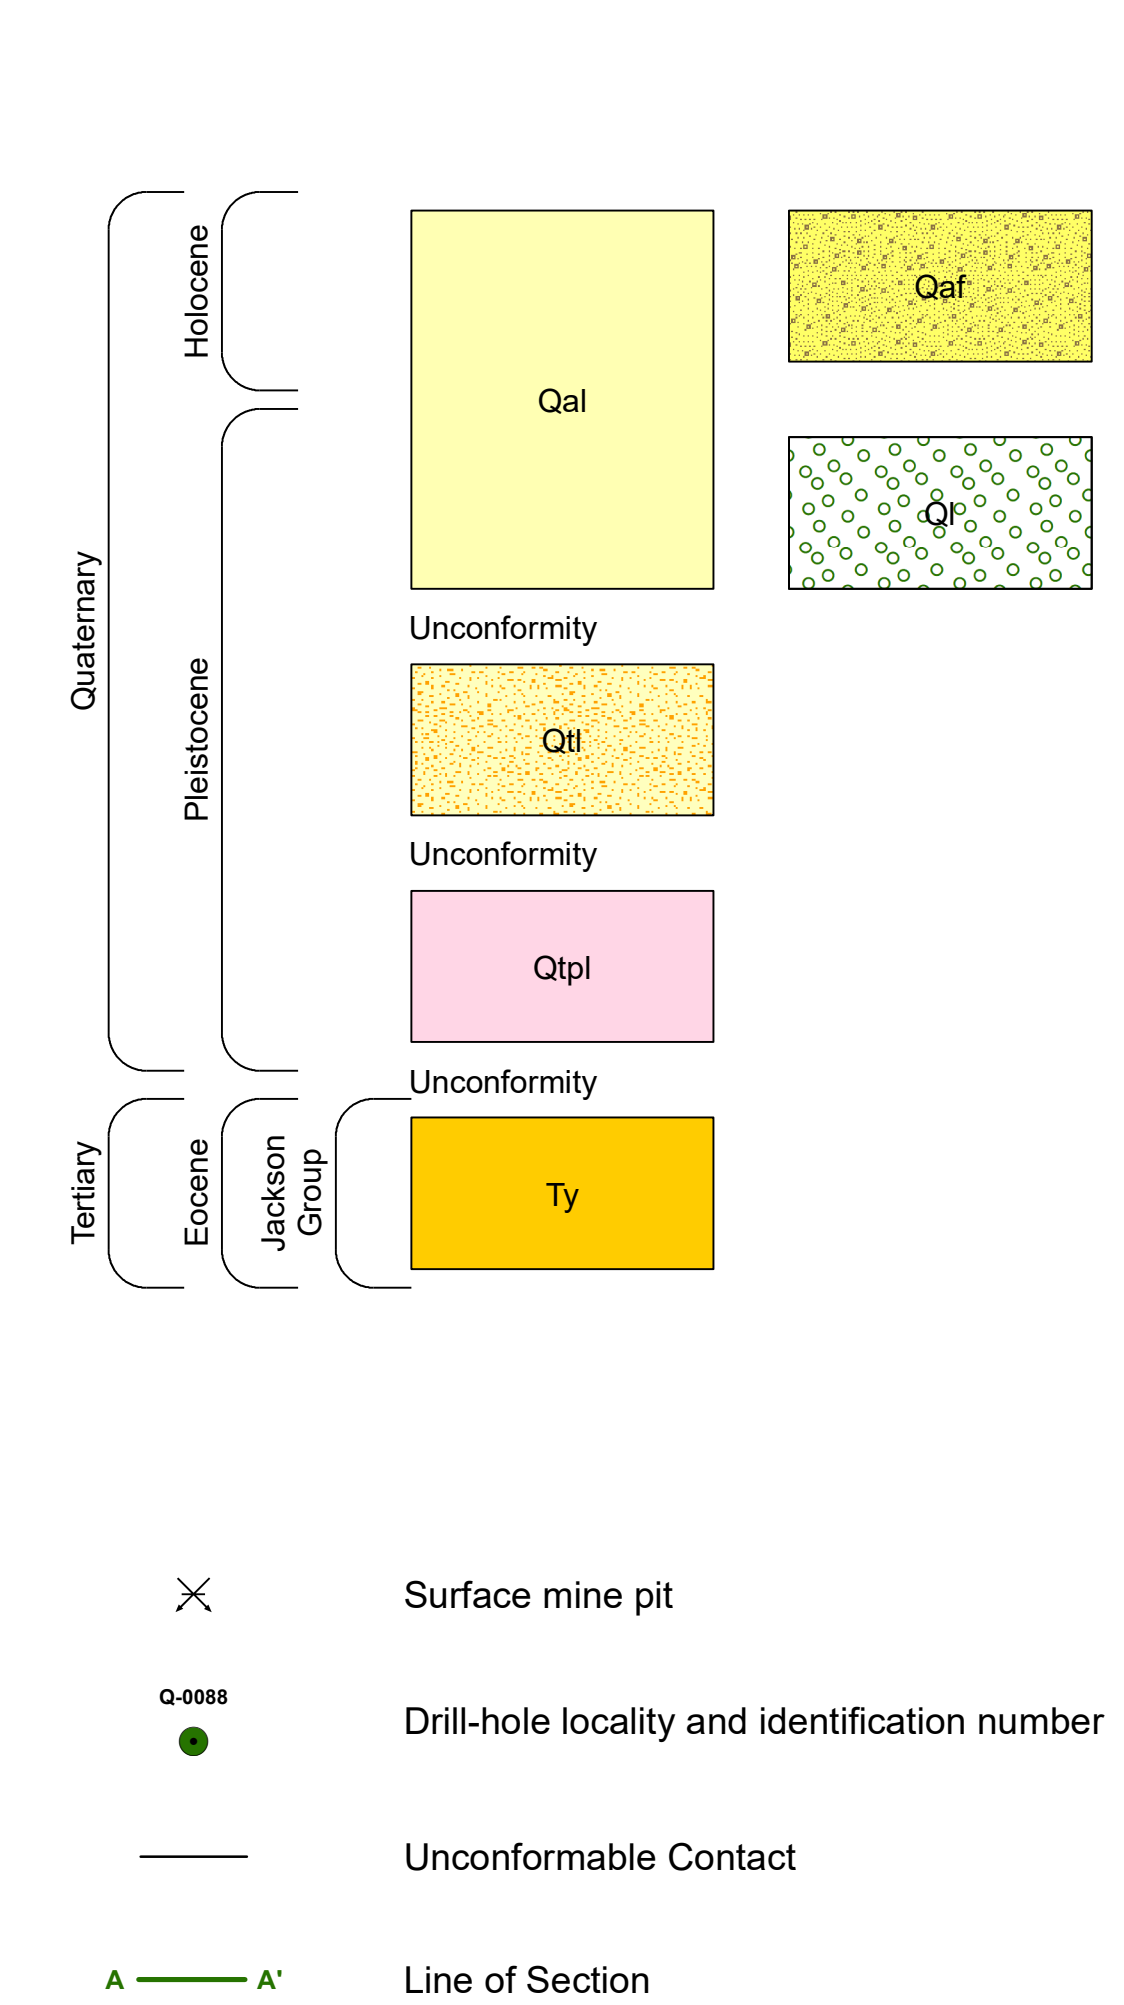 Quaternary
Holocene
Qal
Qaf
Ql
Pleistocene
Unconformity
Qtl
Unconformity
Qtpl
Unconformity
Tertiary
Eocene
Jackson
Group
Ty
Surface mine pit
Q-0088
Drill-hole locality and identification number
Unconformable Contact
A A'
Line of Section